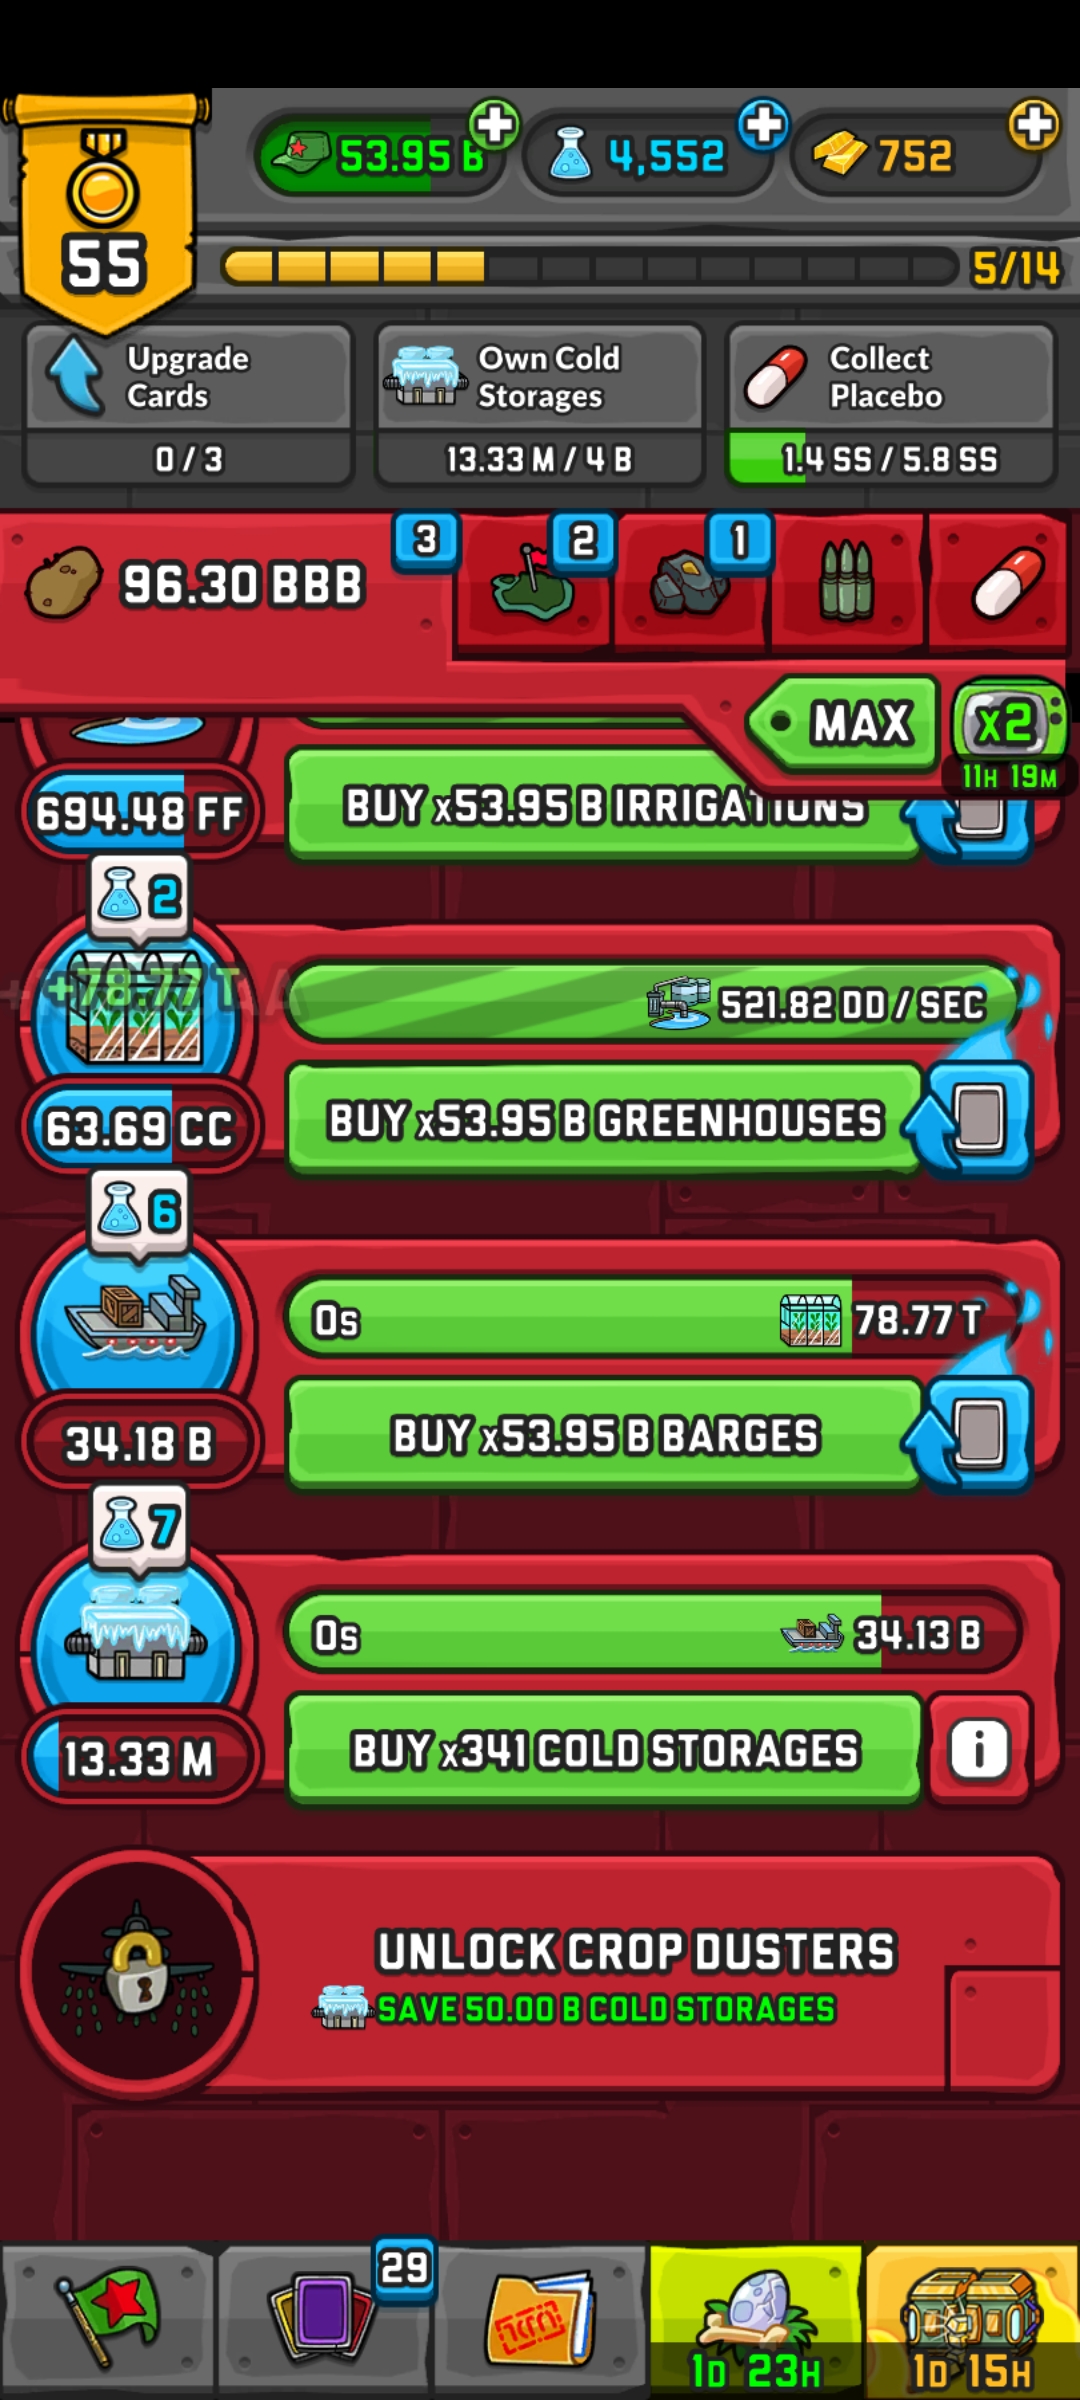 53.95 B
4,552
752
55
5/14
Upgrade
Cards
0 / 3
Own Cold
Storages
13.33 M / 4 B
Collect
Placebo
1.4 SS / 5.8 SS
96.30 BBB
3
2
1
MAX
x2
11H 19M
694.48 FF
BUY x53.95 B IRRIGATIONS
2
+78.77 T
521.82 DD / SEC
63.69 CC
BUY x53.95 B GREENHOUSES
6
0s
78.77 T
34.18 B
BUY x53.95 B BARGES
7
0s
34.13 B
13.33 M
BUY x341 COLD STORAGES
i
UNLOCK CROP DUSTERS
SAVE 50.00 B COLD STORAGES
29
1D 23H
1D 15H